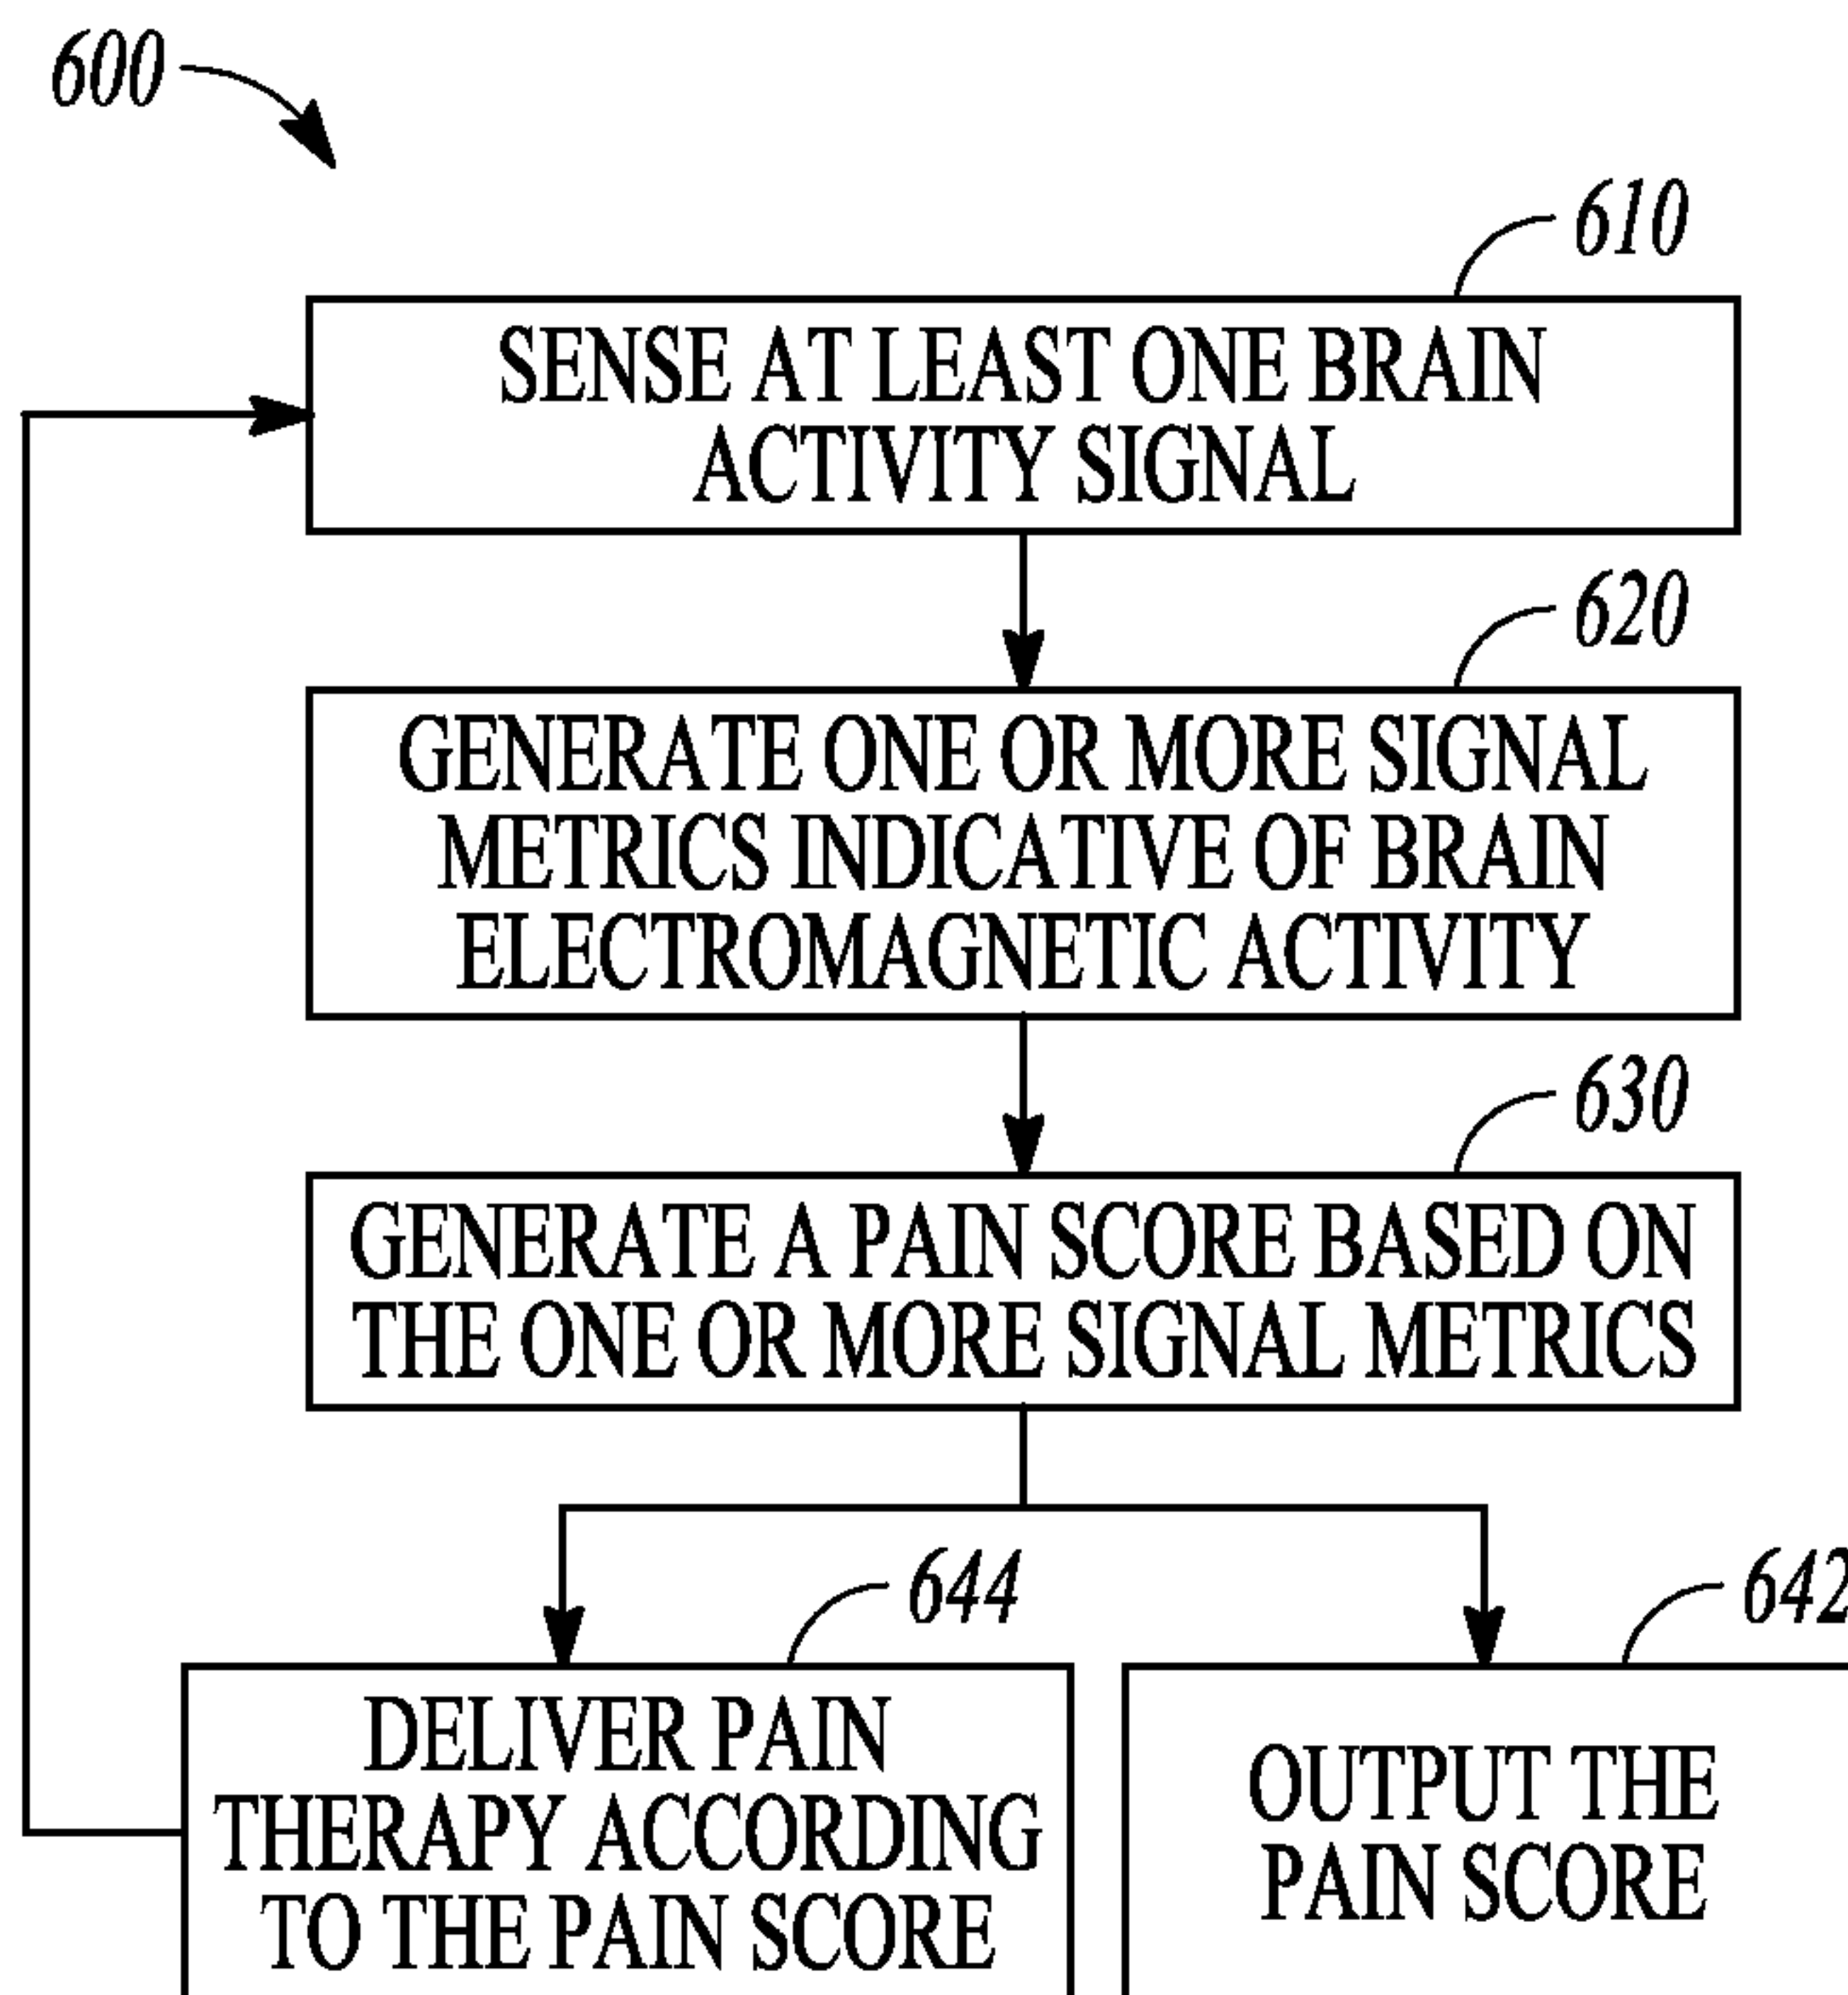 600
610
SENSE AT LEAST ONE BRAIN
ACTIVITY SIGNAL
620
GENERATE ONE OR MORE SIGNAL
METRICS INDICATIVE OF BRAIN
ELECTROMAGNETIC ACTIVITY
630
GENERATE A PAIN SCORE BASED ON
THE ONE OR MORE SIGNAL METRICS
644
DELIVER PAIN
THERAPY ACCORDING
TO THE PAIN SCORE
642
OUTPUT THE
PAIN SCORE